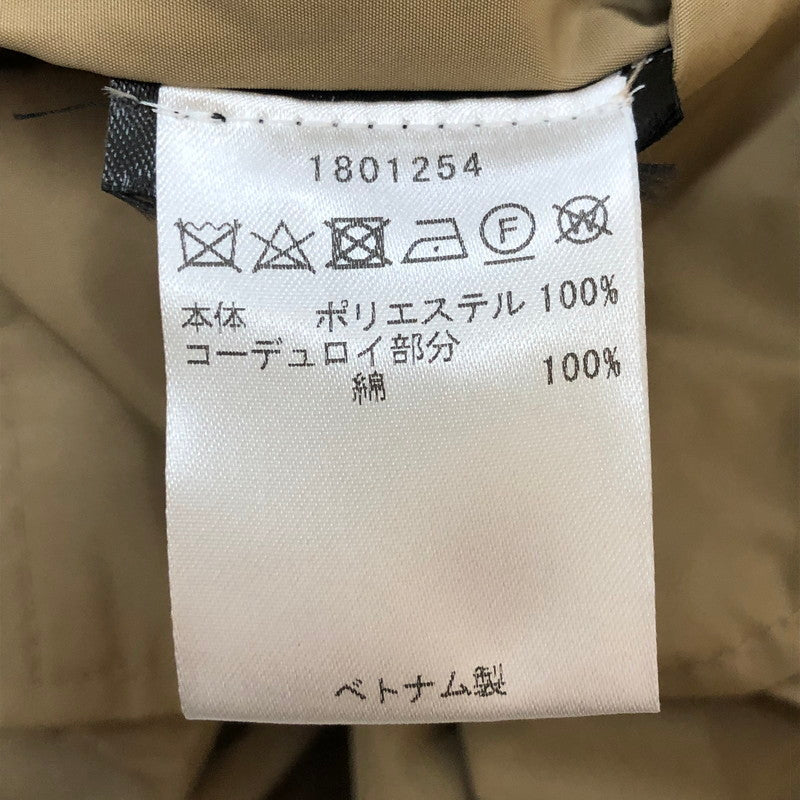 1801254
F W
本体 ポリエステル 100%
コーデュロイ部分
綿 100%
ベトナム製